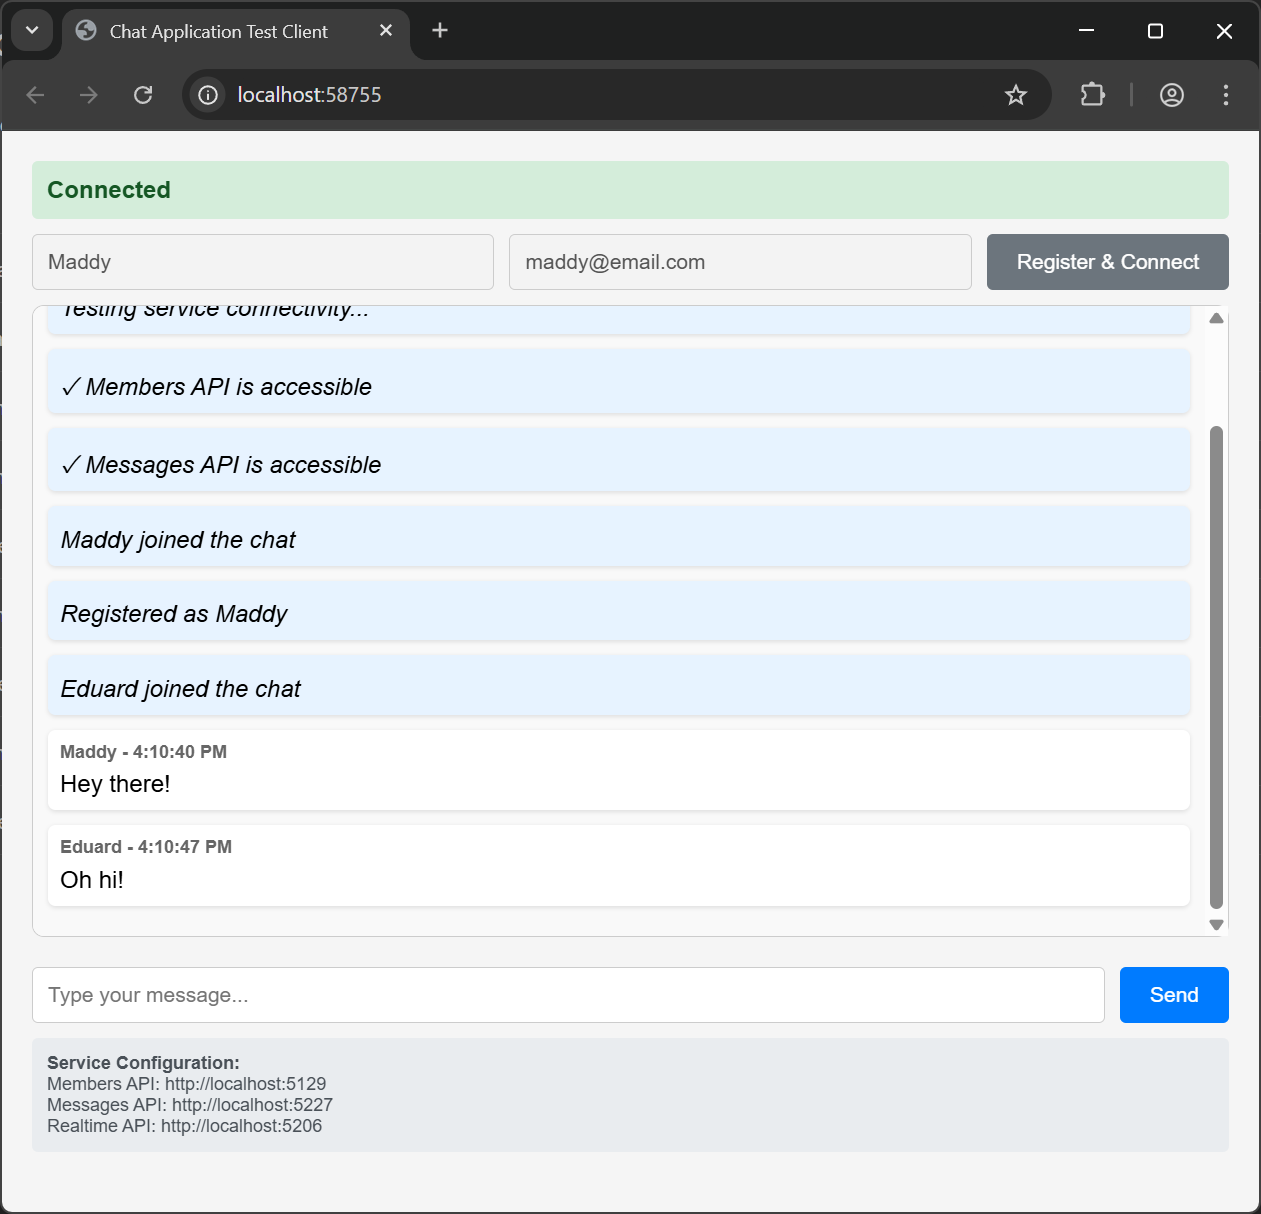 Chat Application Test Client
localhost:58755
Connected
Maddy
maddy@email.com
Register & Connect
Testing service connectivity...
✓ Members API is accessible
✓ Messages API is accessible
Maddy joined the chat
Registered as Maddy
Eduard joined the chat
Maddy - 4:10:40 PM
Hey there!
Eduard - 4:10:47 PM
Oh hi!
Type your message...
Send
Service Configuration:
Members API: http://localhost:5129
Messages API: http://localhost:5227
Realtime API: http://localhost:5206